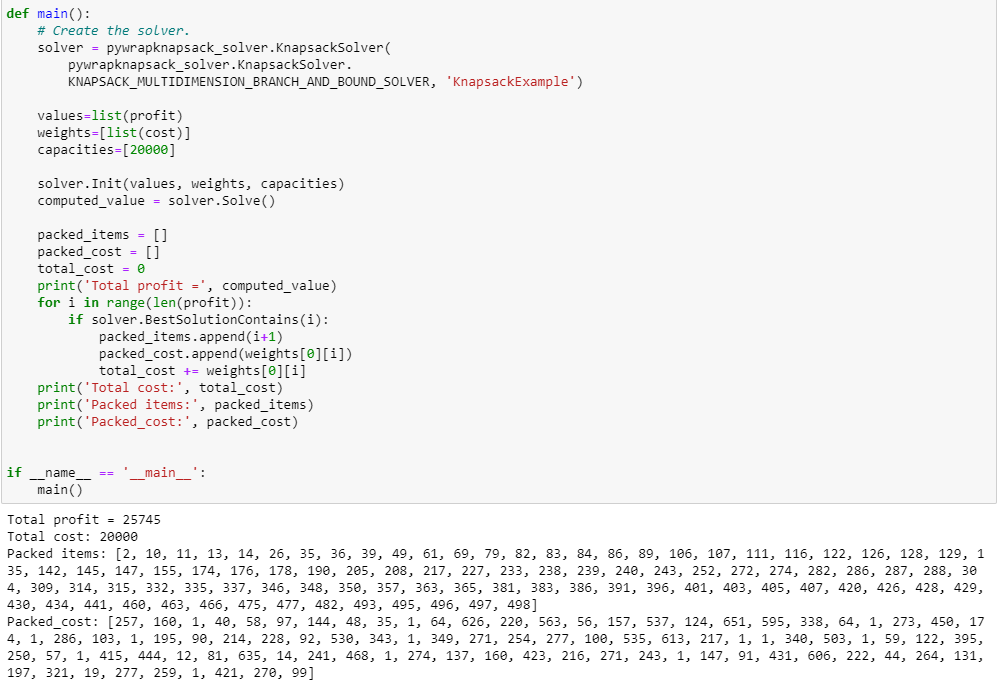 def main():
    # Create the solver.
    solver = pywrapknapsack_solver.KnapsackSolver(
        pywrapknapsack_solver.KnapsackSolver.
        KNAPSACK_MULTIDIMENSION_BRANCH_AND_BOUND_SOLVER, 'KnapsackExample')
    values=list(profit)
    weights=[list(cost)]
    capacities=[20000]
    solver.Init(values, weights, capacities)
    computed_value = solver.Solve()
    packed_items = []
    packed_cost = []
    total_cost = 0
    print('Total profit =', computed_value)
    for i in range(len(profit)):
        if solver.BestSolutionContains(i):
            packed_items.append(i+1)
            packed_cost.append(weights[0][i])
            total_cost += weights[0][i]
    print('Total cost:', total_cost)
    print('Packed items:', packed_items)
    print('Packed_cost:', packed_cost)
if __name__ == '__main__':
    main()
Total profit = 25745
Total cost: 20000
Packed items: [2, 10, 11, 13, 14, 26, 35, 36, 39, 49, 61, 69, 79, 82, 83, 84, 86, 89, 106, 107, 111, 116, 122, 126, 128, 129, 1
35, 142, 145, 147, 155, 174, 176, 178, 190, 205, 208, 217, 227, 233, 238, 239, 240, 243, 252, 272, 274, 282, 286, 287, 288, 30
4, 309, 314, 315, 332, 335, 337, 346, 348, 350, 357, 363, 365, 381, 383, 386, 391, 396, 401, 403, 405, 407, 420, 426, 428, 429,
430, 434, 441, 460, 463, 466, 475, 477, 482, 493, 495, 496, 497, 498]
Packed_cost: [257, 160, 1, 40, 58, 97, 144, 48, 35, 1, 64, 626, 220, 563, 56, 157, 537, 124, 651, 595, 338, 64, 1, 273, 450, 17
4, 1, 286, 103, 1, 195, 90, 214, 228, 92, 530, 343, 1, 349, 271, 254, 277, 100, 535, 613, 217, 1, 1, 340, 503, 1, 59, 122, 395,
250, 57, 1, 415, 444, 12, 81, 635, 14, 241, 468, 1, 274, 137, 160, 423, 216, 271, 243, 1, 147, 91, 431, 606, 222, 44, 264, 131,
197, 321, 19, 277, 259, 1, 421, 270, 99]